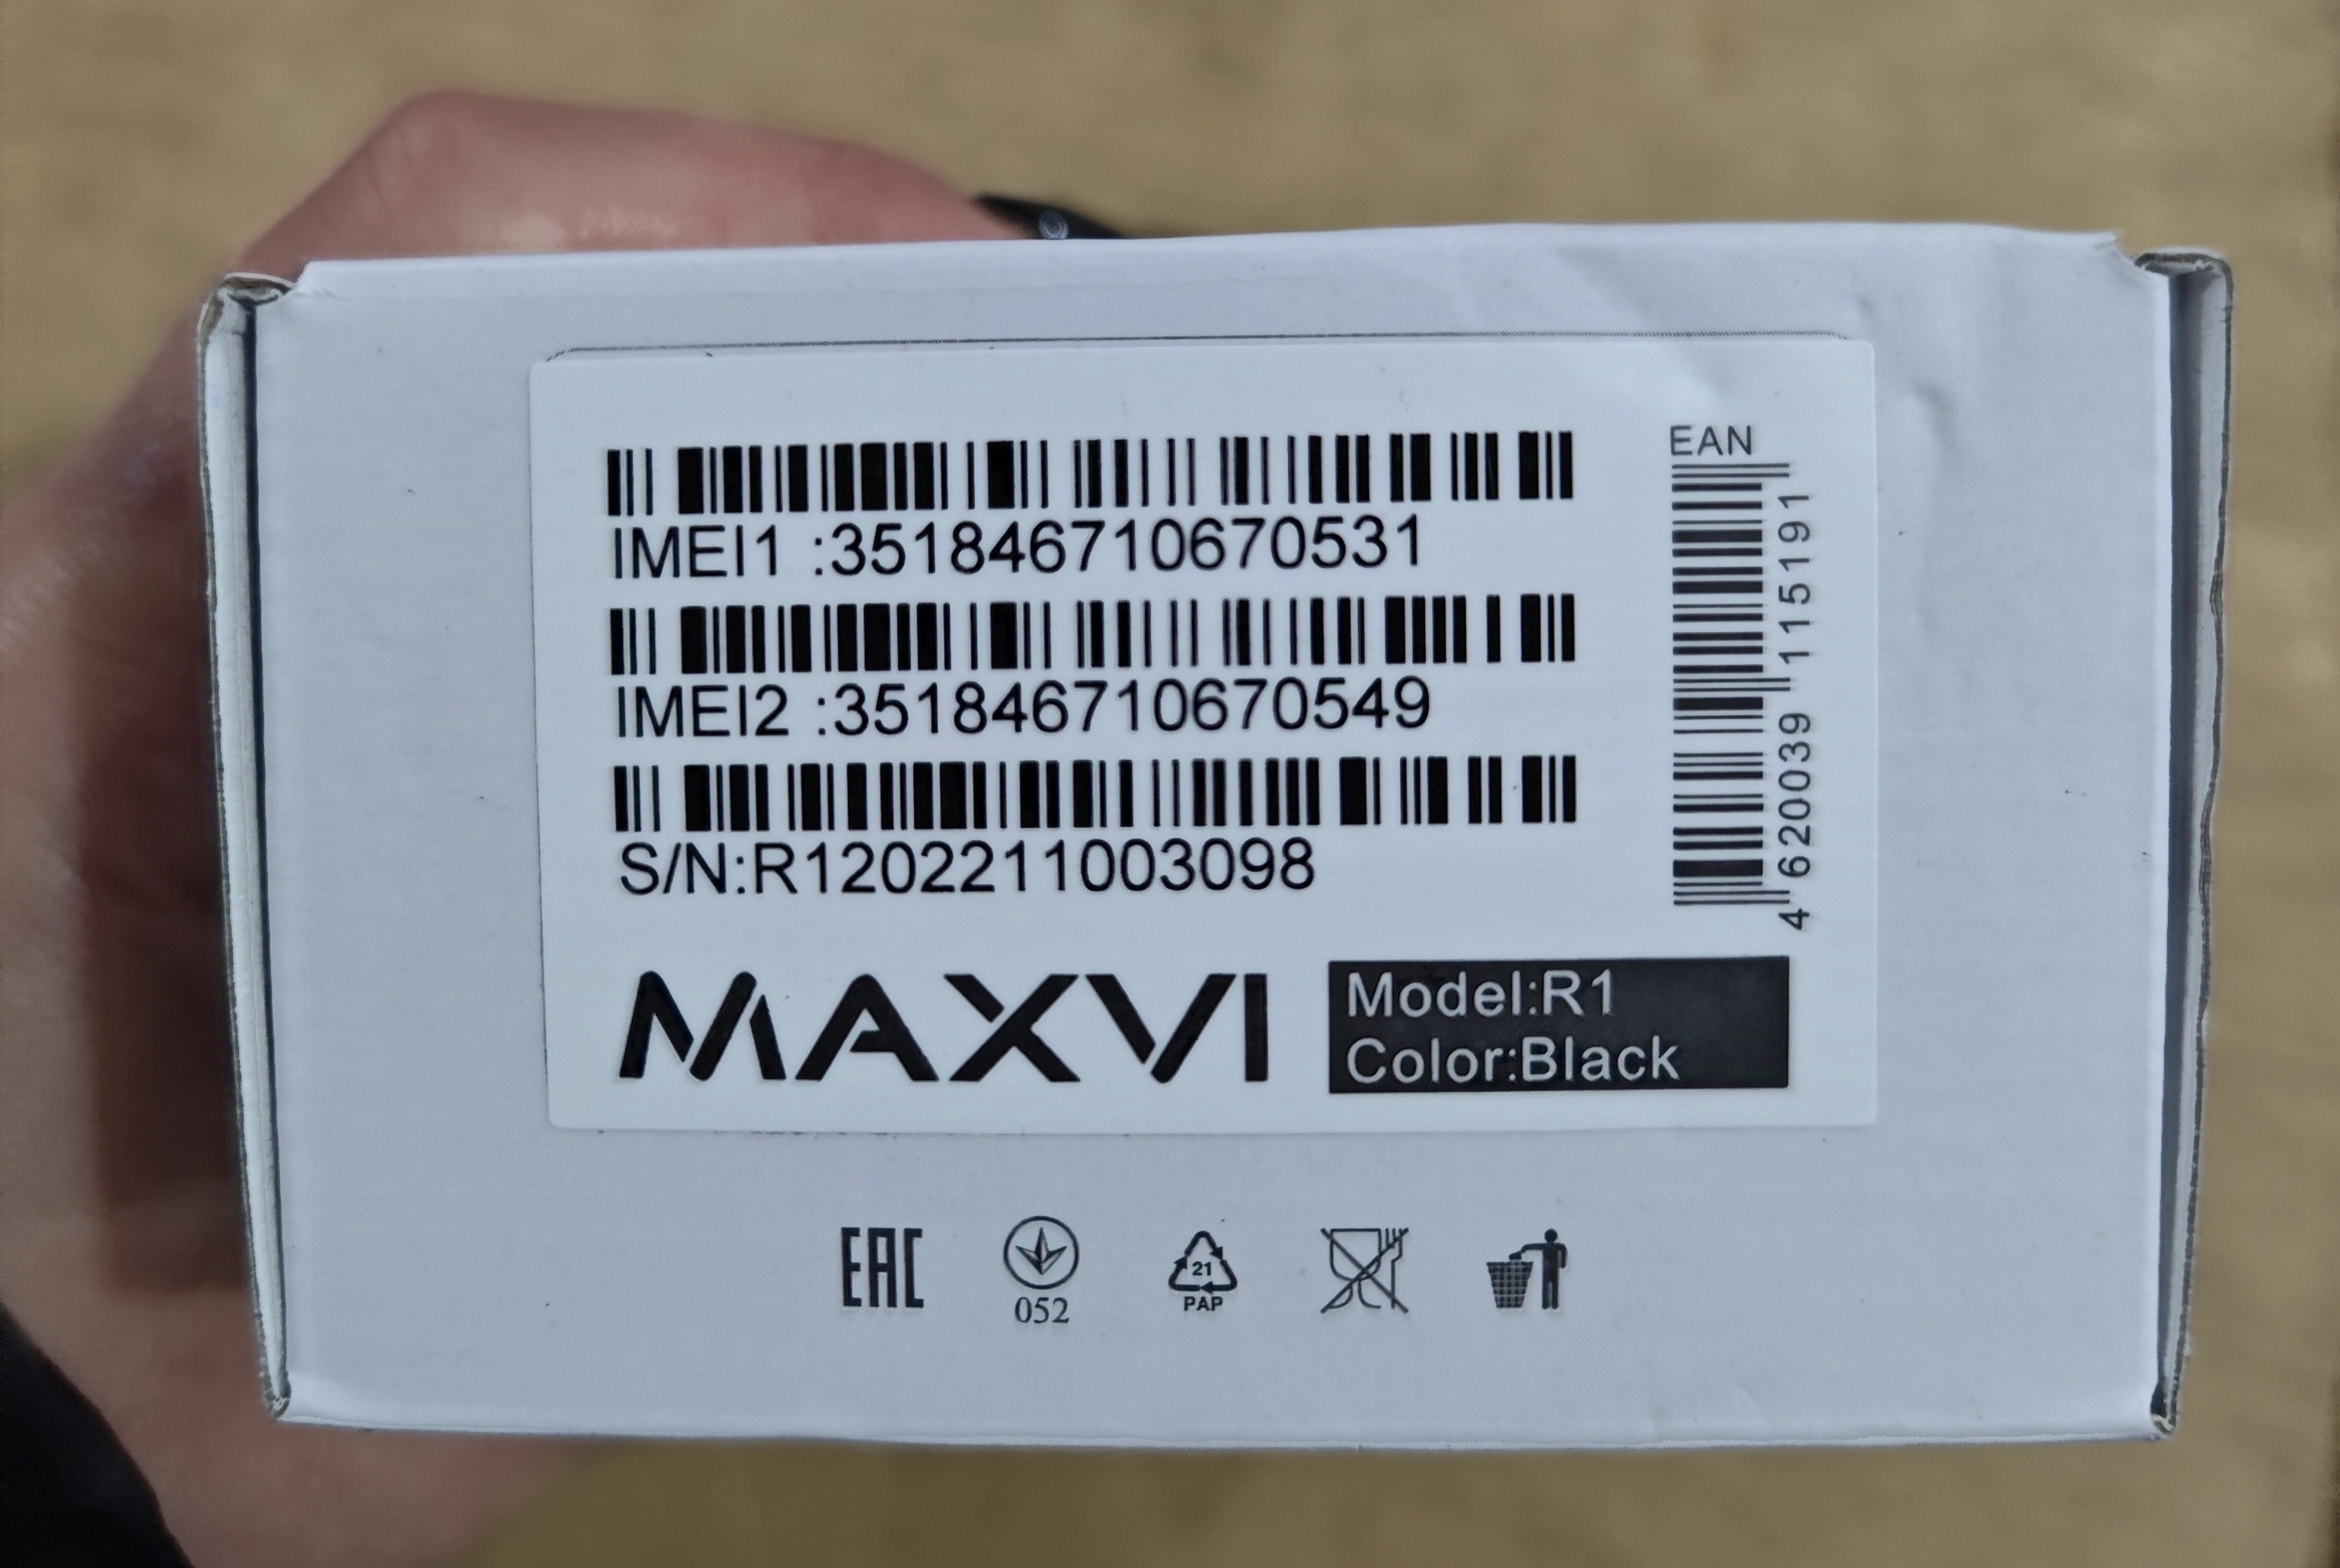 IMEI1 :351846710670531
IMEI2 :351846710670549
S/N:R1202211003098
EAN
4 620039 115191
MAXVI
Model:R1
Color:Black
EAC
052
21
PAP